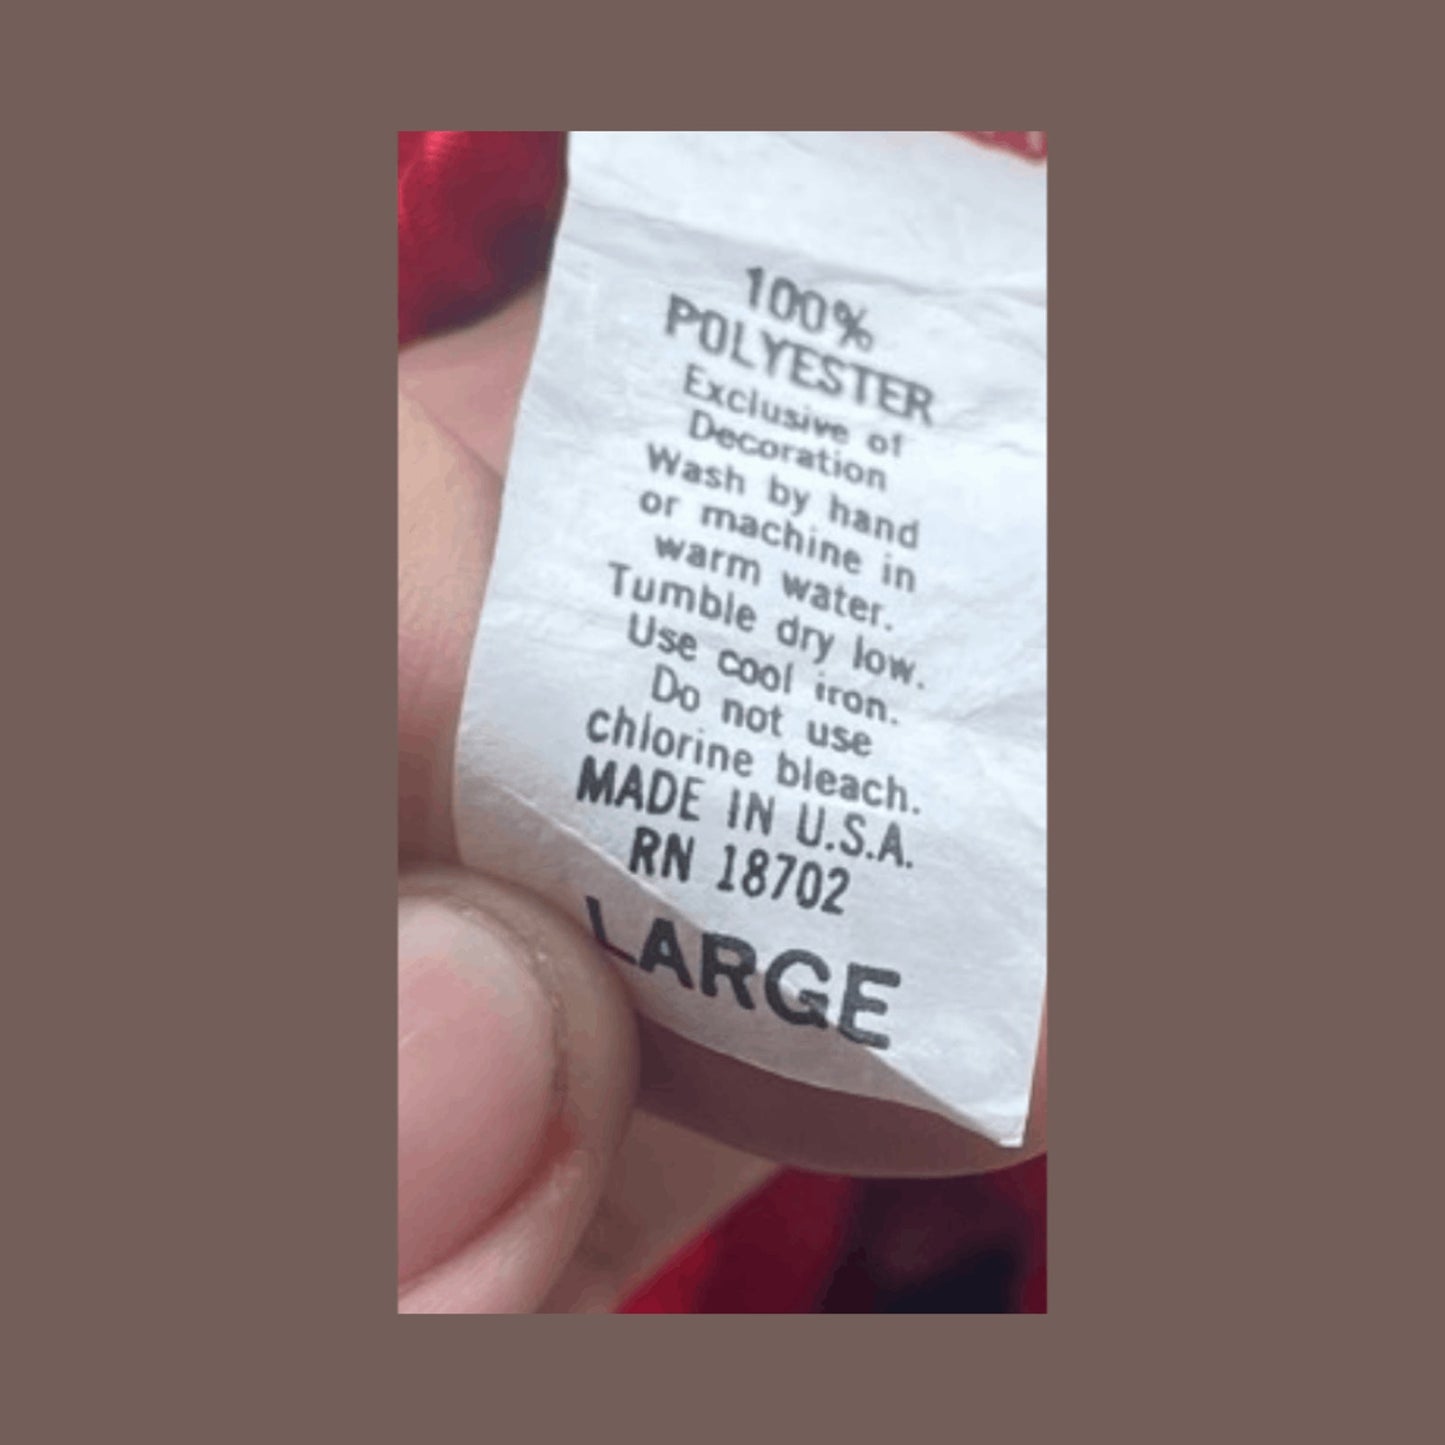 100%
POLYESTER
Exclusive of
Decoration
Wash by hand
or machine in
warm water.
Tumble dry low.
Use cool iron.
Do not use
chlorine bleach.
MADE IN U.S.A.
RN 18702
LARGE